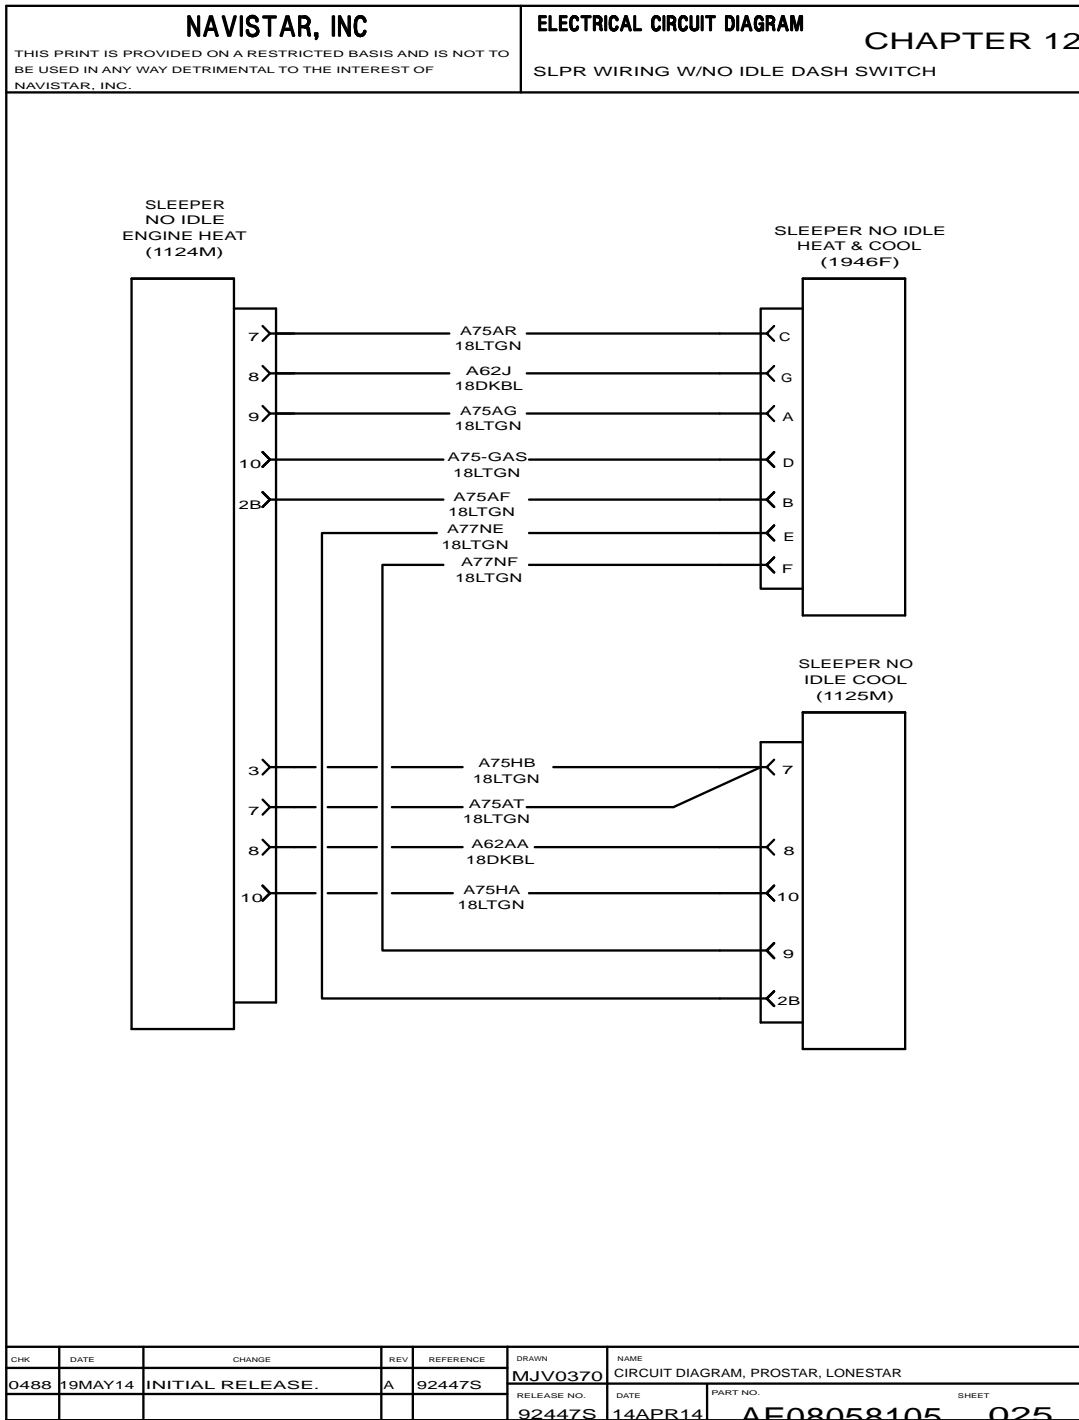 NAVISTAR, INC
THIS PRINT IS PROVIDED ON A RESTRICTED BASIS AND IS NOT TO
BE USED IN ANY WAY DETRIMENTAL TO THE INTEREST OF
NAVISTAR, INC.
ELECTRICAL CIRCUIT DIAGRAM
CHAPTER 12
SLPR WIRING W/NO IDLE DASH SWITCH
SLEEPER
NO IDLE
ENGINE HEAT
(1124M)
SLEEPER NO IDLE
HEAT & COOL
(1946F)
7 A75AR C
18LTGN
8 A62J G
18DKBL
9 A75AG A
18LTGN
10 A75-GAS D
18LTGN
2B A75AF B
18LTGN
A77NE E
18LTGN
A77NF F
18LTGN
SLEEPER NO
IDLE COOL
(1125M)
3 A75HB 7
18LTGN
7 A75AT
18LTGN
8 A62AA 8
18DKBL
10 A75HA 10
18LTGN
9
2B
CHK DATE CHANGE REV REFERENCE
0488 19MAY14 INITIAL RELEASE. A 92447S
DRAWN
MJV0370
NAME
CIRCUIT DIAGRAM, PROSTAR, LONESTAR
RELEASE NO. DATE PART NO. SHEET
92447S 14APR14 AE08058105 025